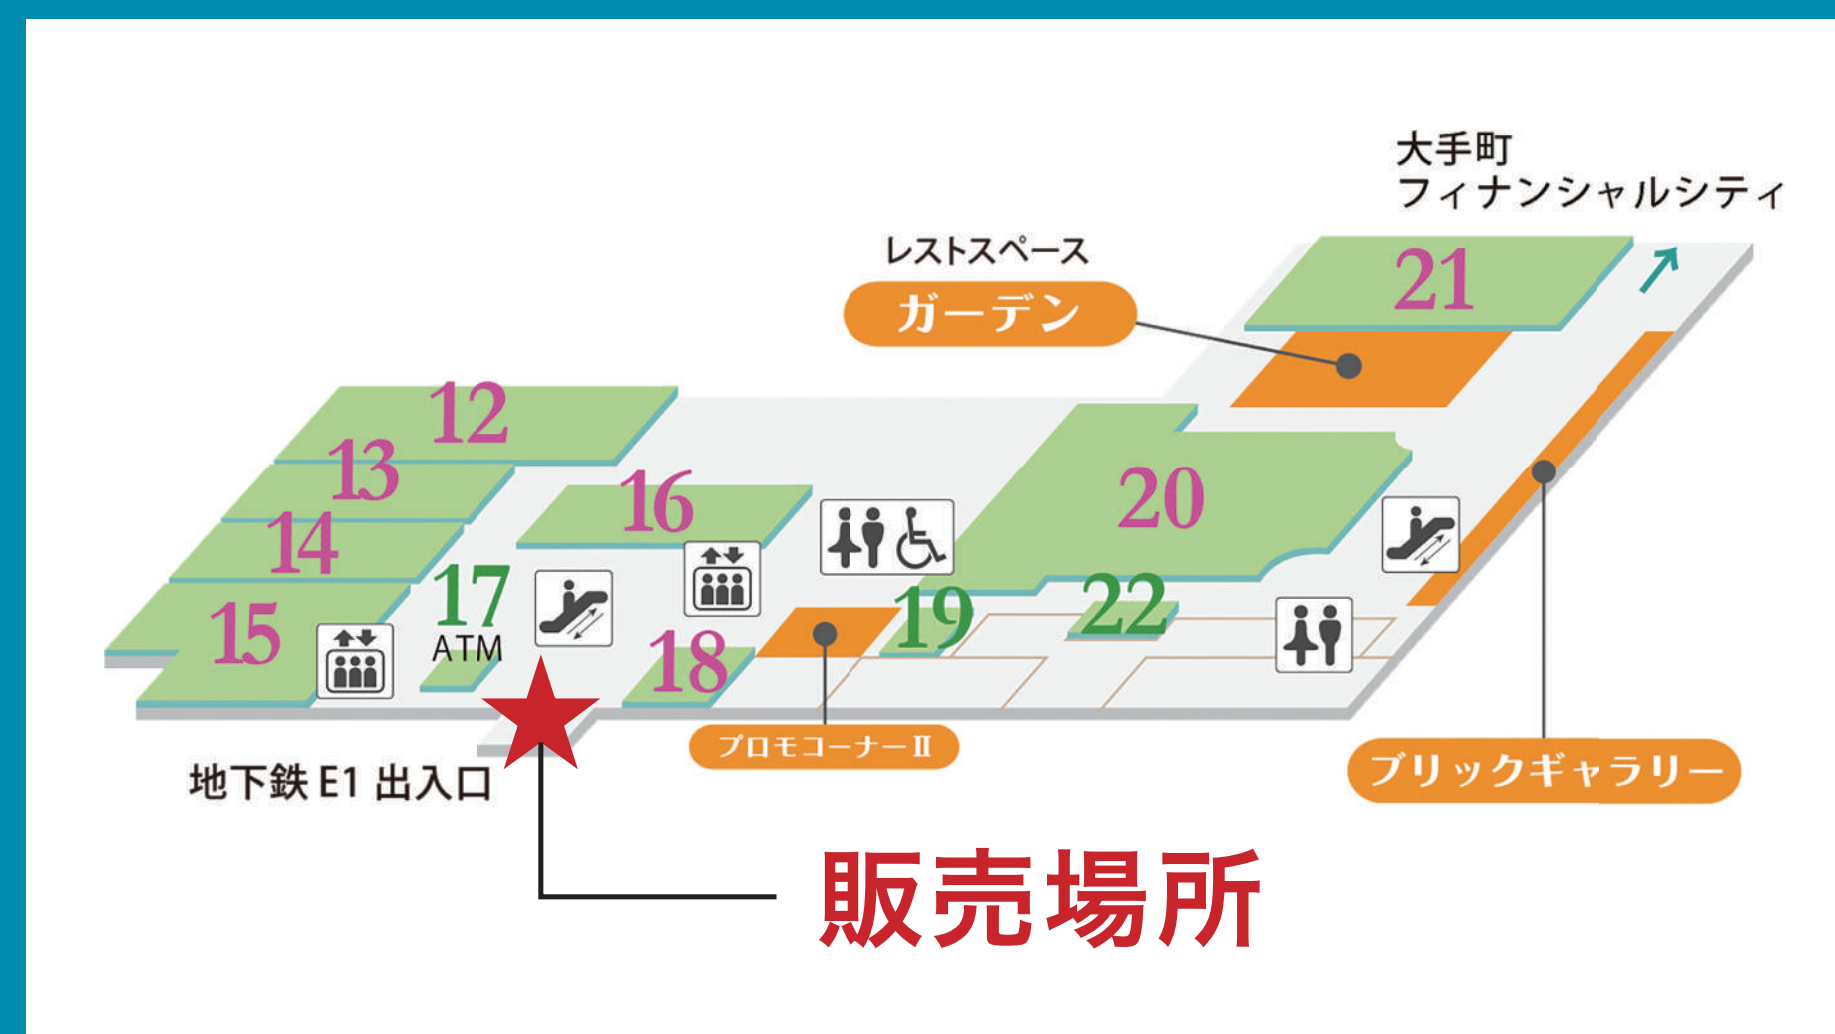 大手町
フィナンシャルシティ
レストスペース
ガーデン
21
12
13
14
15
16
17
ATM
18
19
20
22
プロモコーナーⅡ
ブリックギャラリー
地下鉄 E1 出入口
販売場所